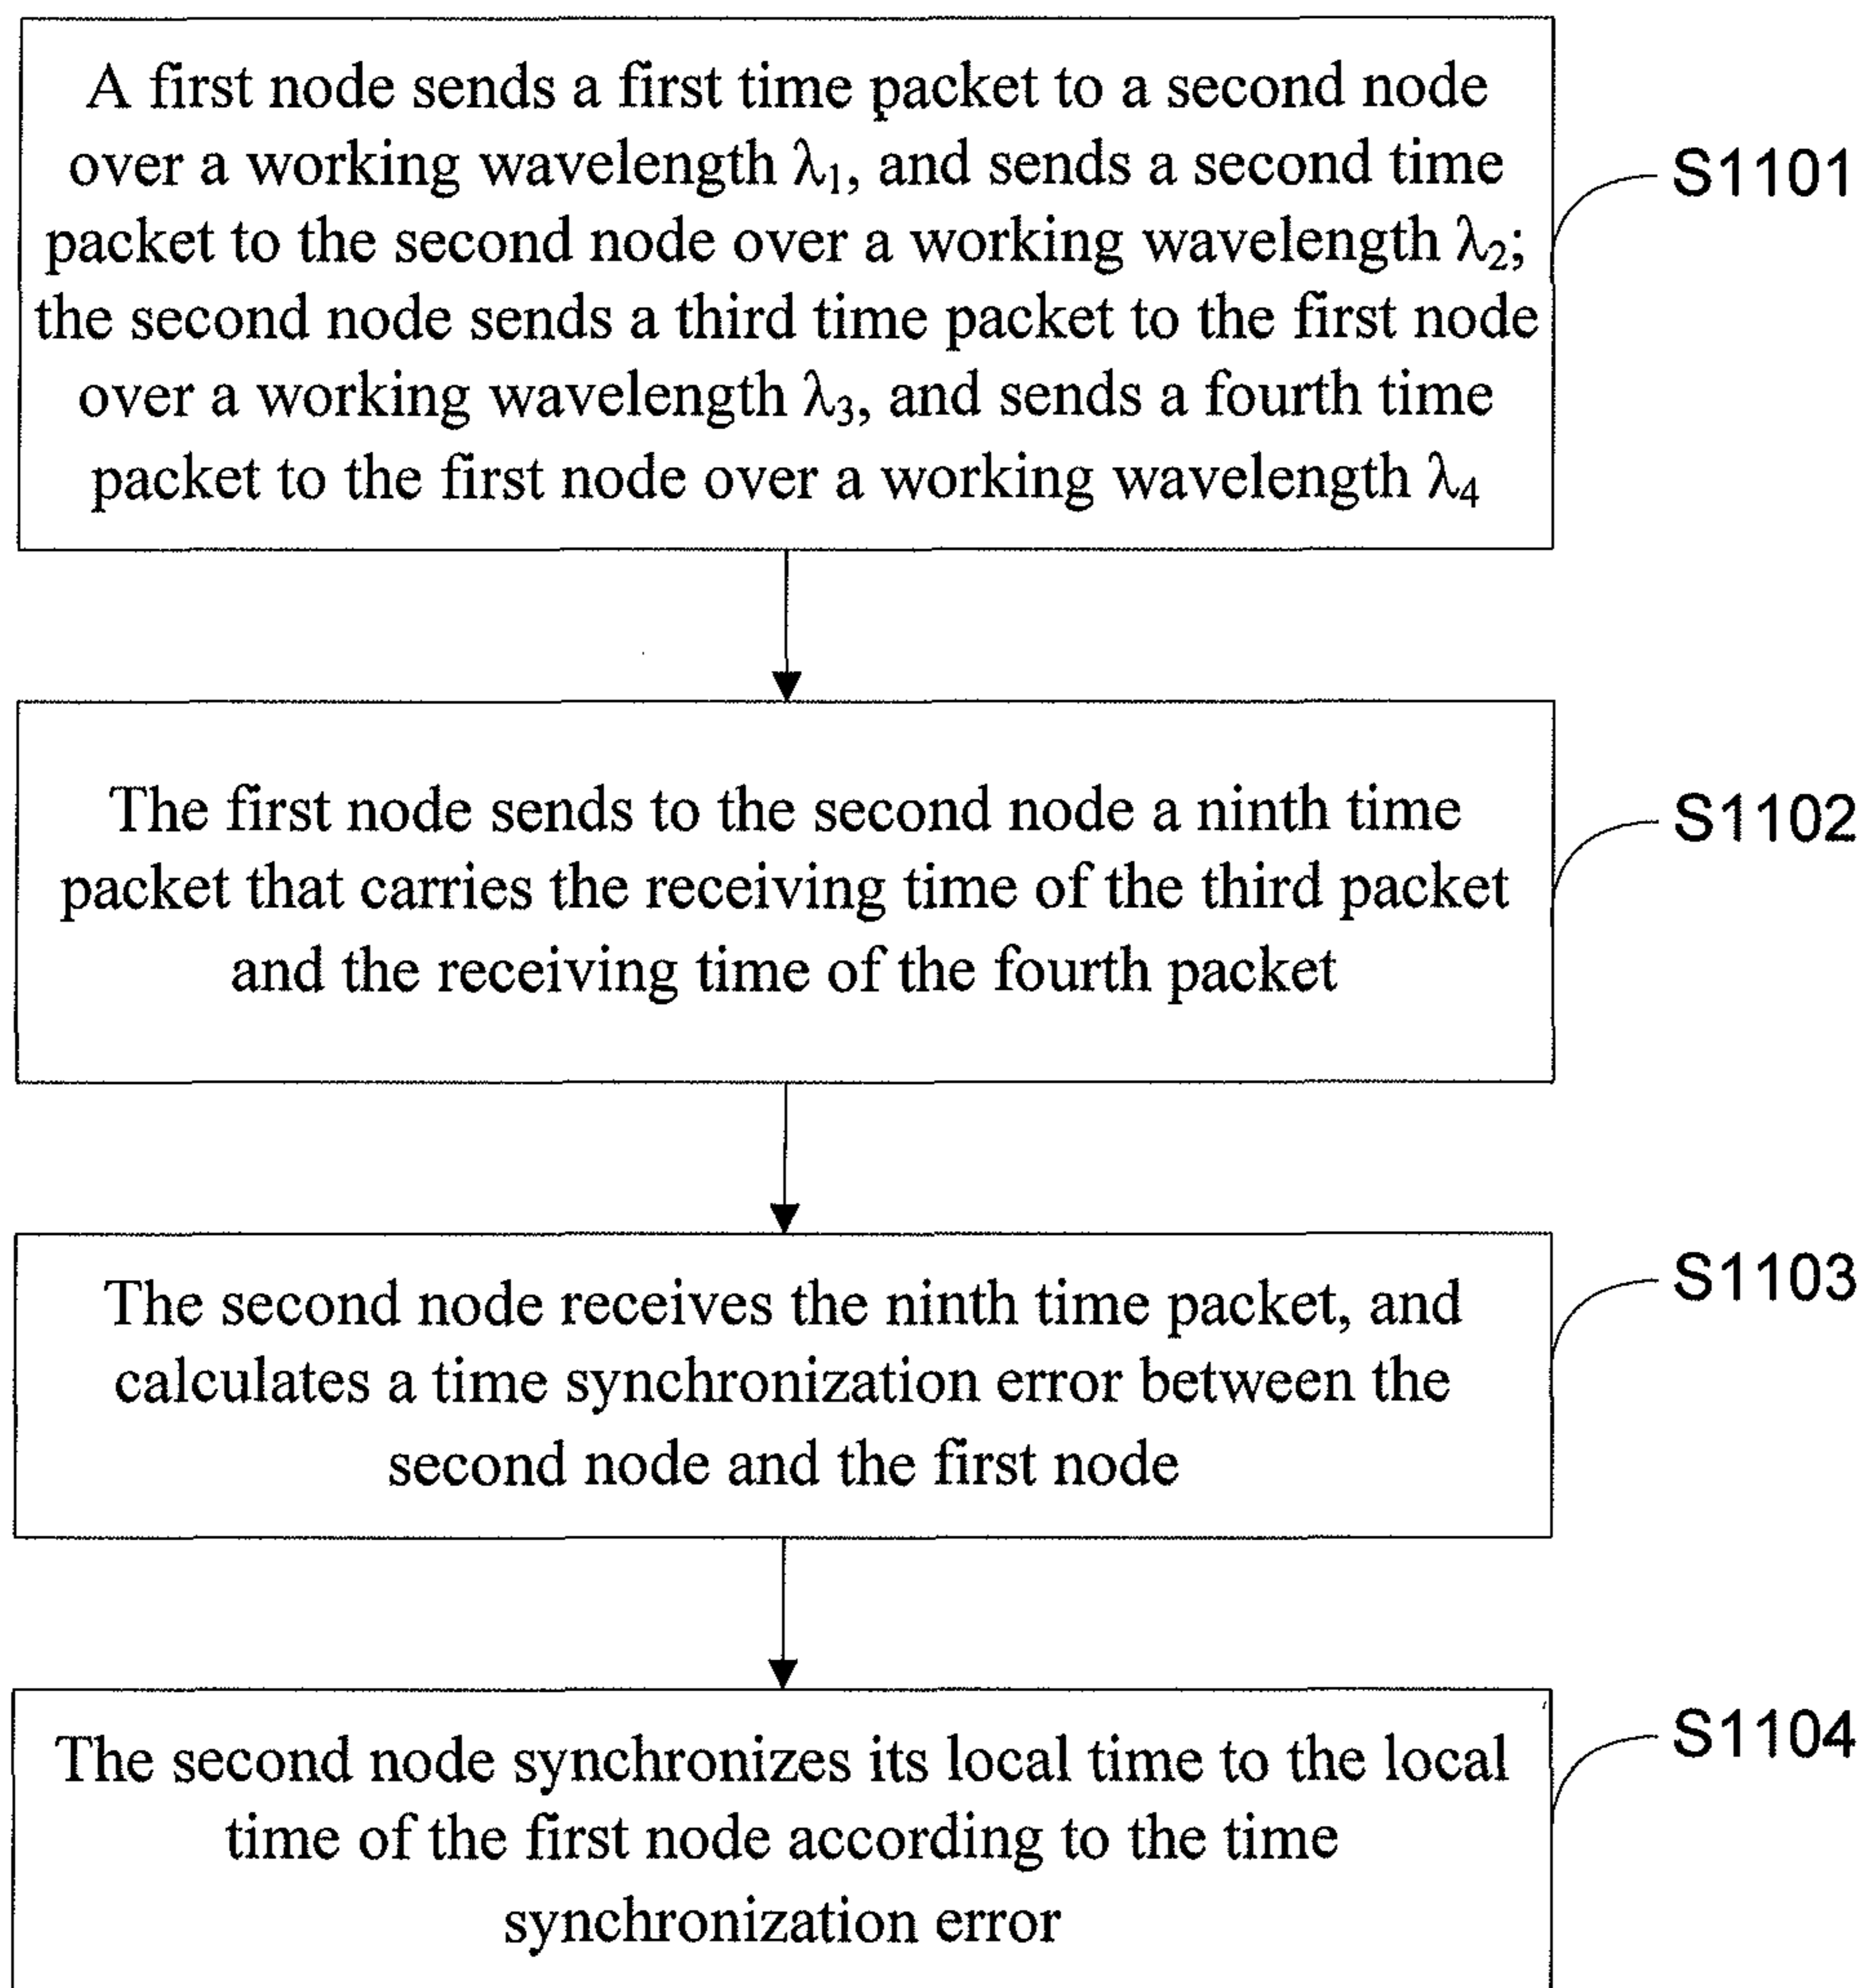 A first node sends a first time packet to a second node
over a working wavelength λ₁, and sends a second time
packet to the second node over a working wavelength λ₂;
the second node sends a third time packet to the first node
over a working wavelength λ₃, and sends a fourth time
packet to the first node over a working wavelength λ₄
S1101
The first node sends to the second node a ninth time
packet that carries the receiving time of the third packet
and the receiving time of the fourth packet
S1102
The second node receives the ninth time packet, and
calculates a time synchronization error between the
second node and the first node
S1103
The second node synchronizes its local time to the local
time of the first node according to the time
synchronization error
S1104